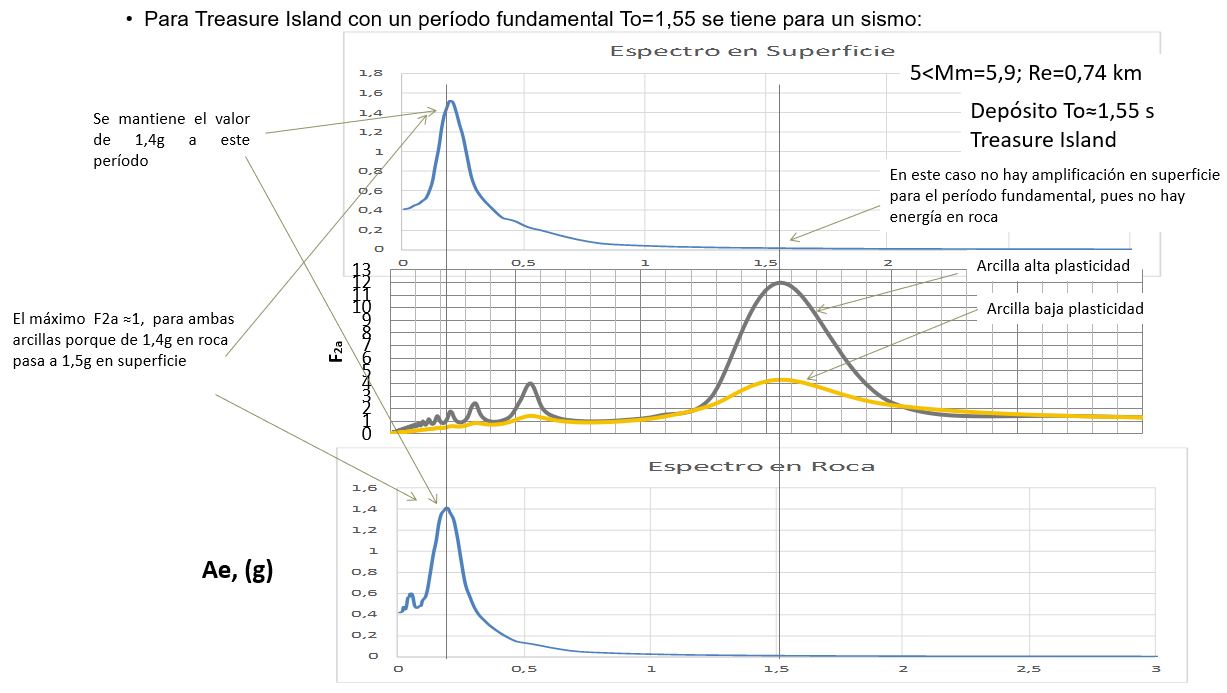 • Para Treasure Island con un período fundamental To=1,55 se tiene para un sismo:
Espectro en Superficie
5<Mm=5,9; Re=0,74 km
Depósito To≈1,55 s
Treasure Island
Se mantiene el valor
de 1,4g a este
período
En este caso no hay amplificación en superficie
para el período fundamental, pues no hay
energía en roca
1,8
1,6
1,4
1,2
1
0,8
0,6
0,4
0,2
0
0 0,5 1 1,5 2
Arcilla alta plasticidad
Arcilla baja plasticidad
El máximo F2a ≈1, para ambas
arcillas porque de 1,4g en roca
pasa a 1,5g en superficie
F2a
13
12
11
10
9
8
7
6
5
4
3
2
1
0
Espectro en Roca
Ae, (g)
1,6
1,4
1,2
1
0,8
0,6
0,4
0,2
0
0 0,5 1 1,5 2 2,5 3